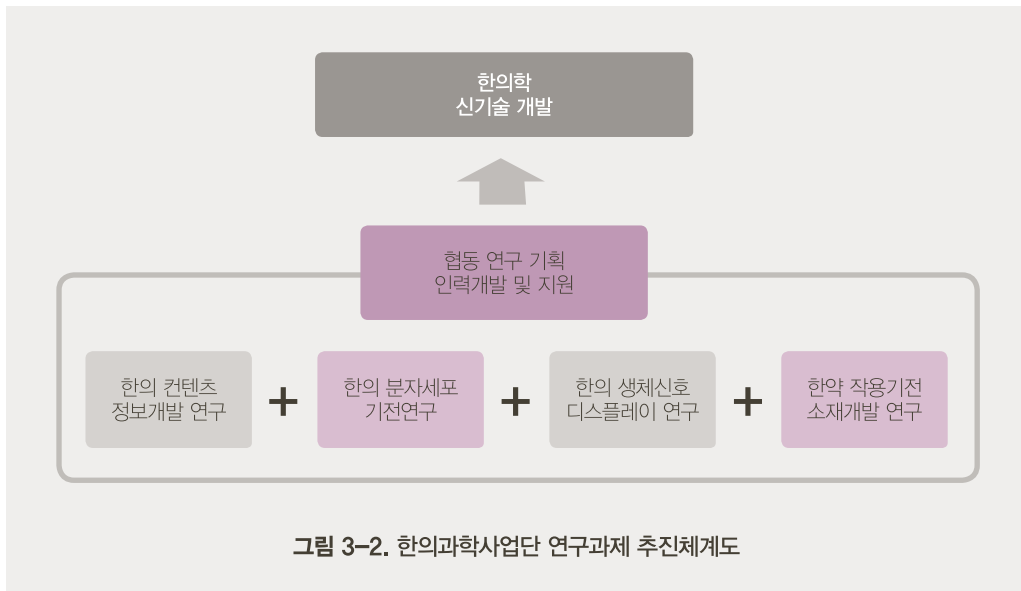 한의학
신기술 개발
협동 연구 기획
인력개발 및 지원
한의 컨텐츠
정보개발 연구
+
한의 분자세포
기전연구
+
한의 생체신호
디스플레이 연구
+
한약 작용기전
소재개발 연구
그림 3-2. 한의과학사업단 연구과제 추진체계도